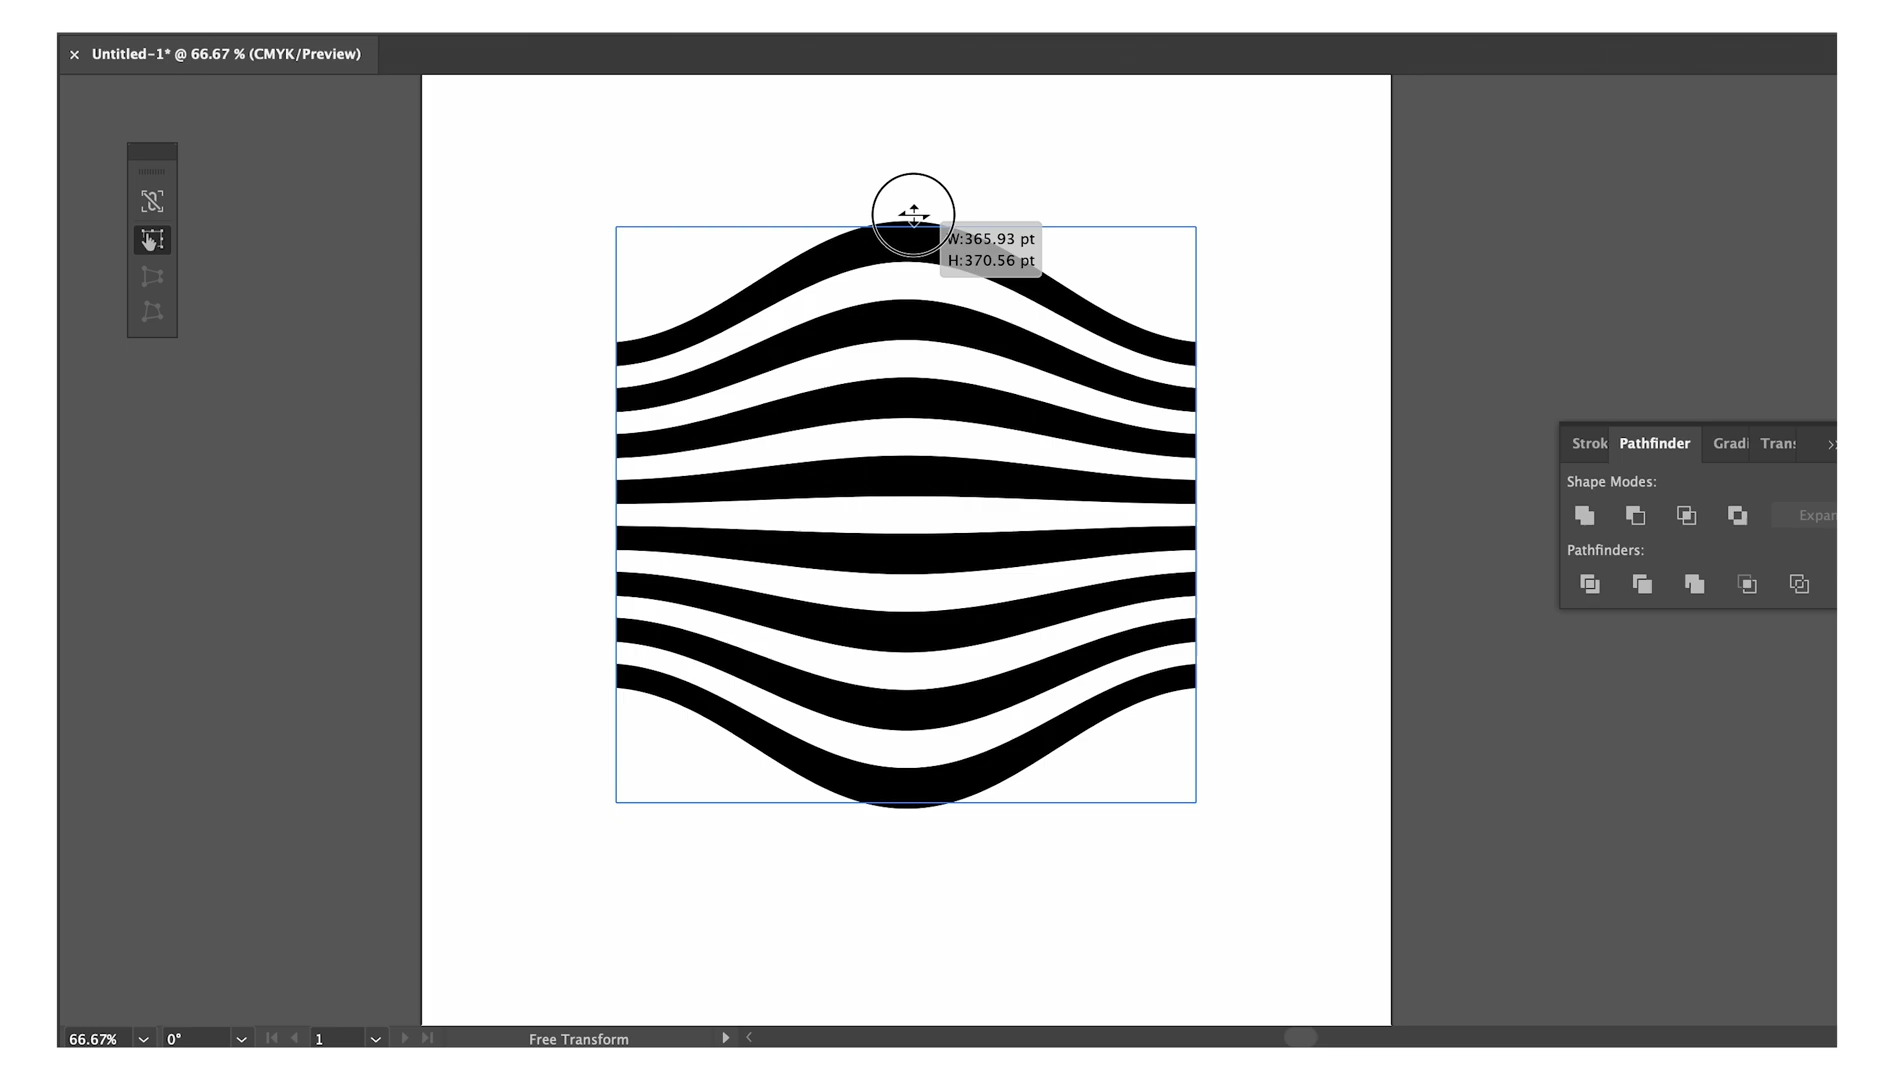 × Untitled-1* @ 66.67 % (CMYK/Preview)
W:365.93 pt
H:370.56 pt
Strok Pathfinder Gradi Trans
Shape Modes:
Expan
Pathfinders:
66.67% 0° 1 Free Transform